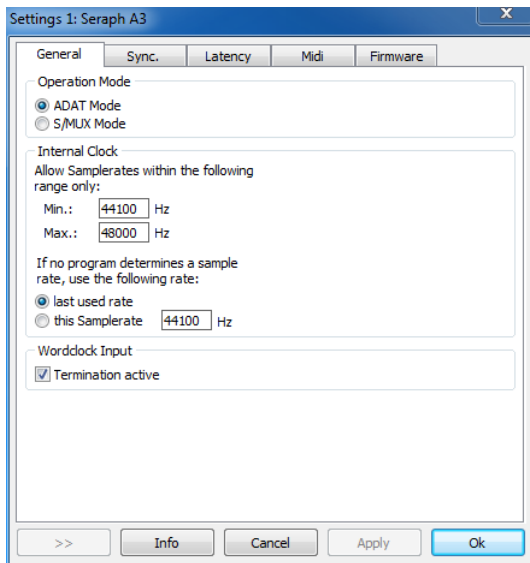 Settings 1: Seraph A3
X
General Sync. Latency Midi Firmware
Operation Mode
ADAT Mode
S/MUX Mode
Internal Clock
Allow Samplerates within the following
range only:
Min.: 44100 Hz
Max.: 48000 Hz
If no program determines a sample
rate, use the following rate:
last used rate
this Samplerate 44100 Hz
Wordclock Input
Termination active
>> Info Cancel Apply Ok